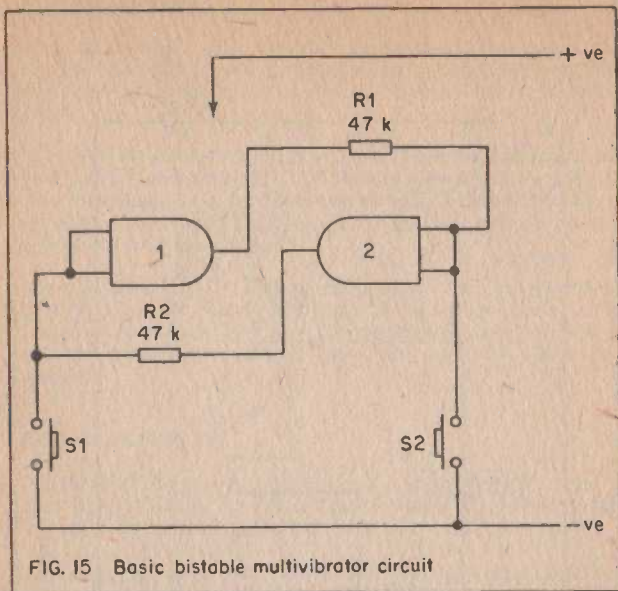 + ve
R1
47 k
1
2
R2
47 k
S1
S2
— ve
FIG. 15 Basic bistable multivibrator circuit